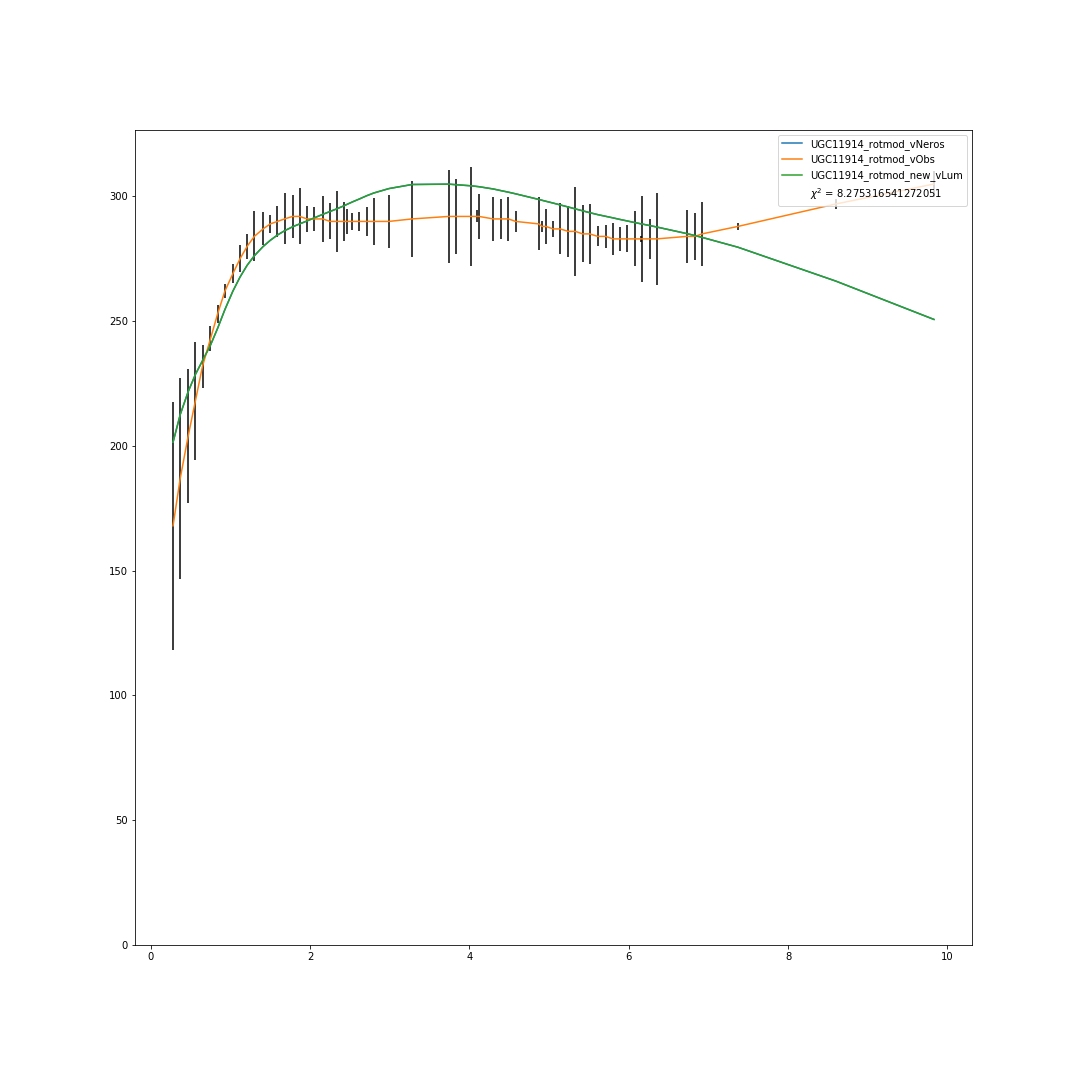 UGC11914_rotmod_vNeros
UGC11914_rotmod_vObs
UGC11914_rotmod_new_vLum
χ² = 8.275316541272051
300
250
200
150
100
50
0
0 2 4 6 8 10